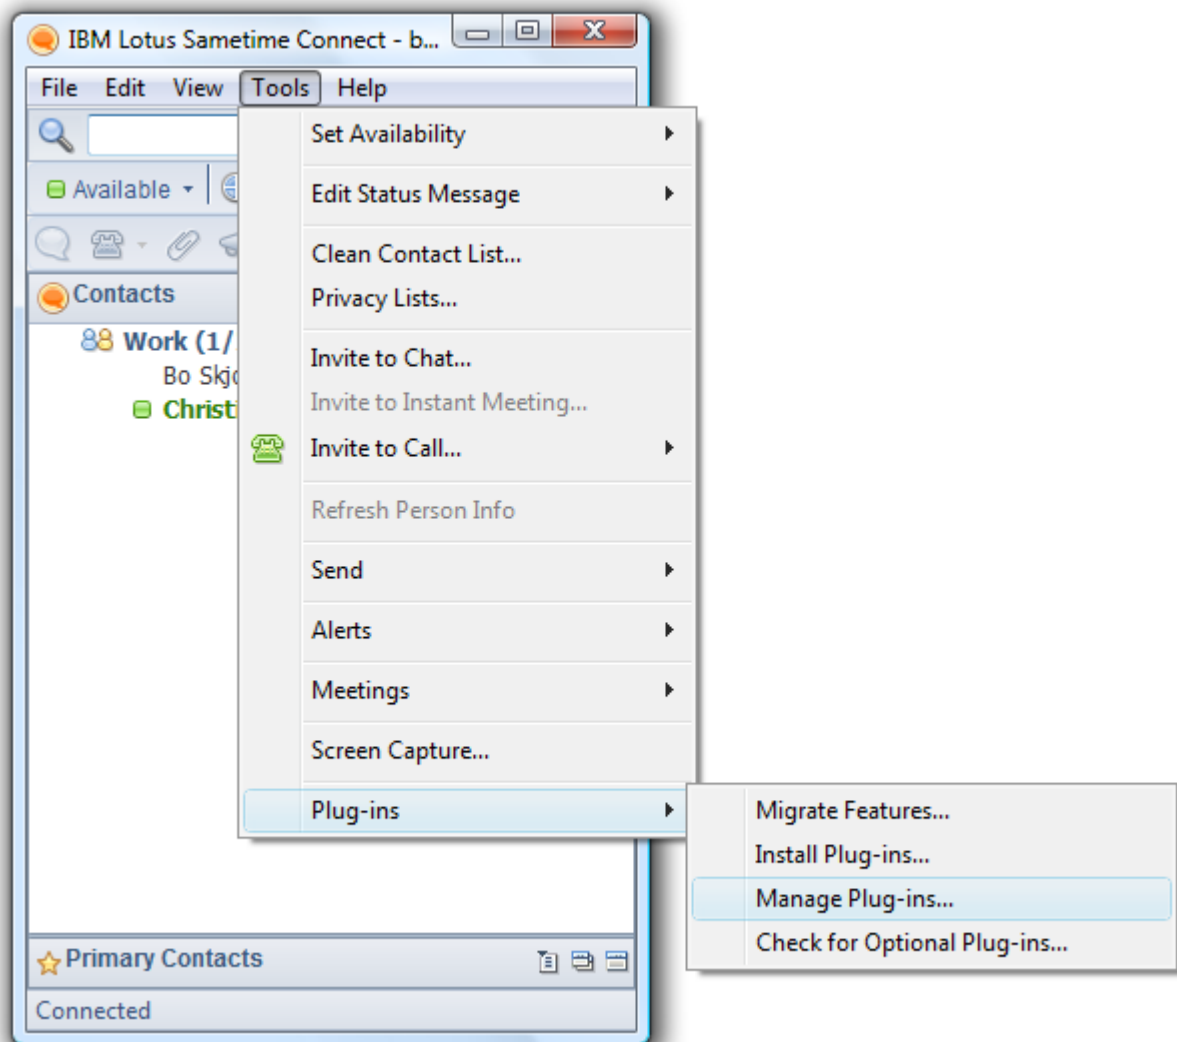 IBM Lotus Sametime Connect - b...
File Edit View Tools Help
Available
Contacts
Work (1/
Bo
Set Availability
Edit Status Message
Clean Contact List...
Privacy Lists...
Invite to Chat...
Invite to Instant Meeting...
Invite to Call...
Refresh Person Info
Send
Alerts
Meetings
Screen Capture...
Plug-ins
Migrate Features...
Install Plug-ins...
Manage Plug-ins...
Check for Optional Plug-ins...
Primary Contacts
Connected